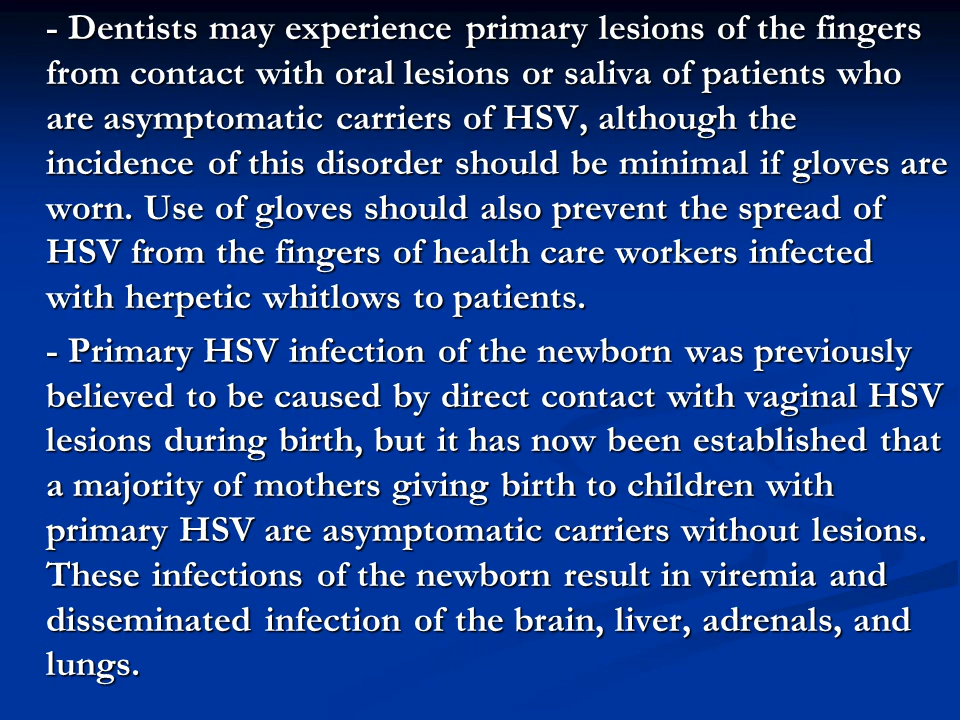 - Dentists may experience primary lesions of the fingers
from contact with oral lesions or saliva of patients who
are asymptomatic carriers of HSV, although the
incidence of this disorder should be minimal if gloves are
worn. Use of gloves should also prevent the spread of
HSV from the fingers of health care workers infected
with herpetic whitlows to patients.
- Primary HSV infection of the newborn was previously
believed to be caused by direct contact with vaginal HSV
lesions during birth, but it has now been established that
a majority of mothers giving birth to children with
primary HSV are asymptomatic carriers without lesions.
These infections of the newborn result in viremia and
disseminated infection of the brain, liver, adrenals, and
lungs.